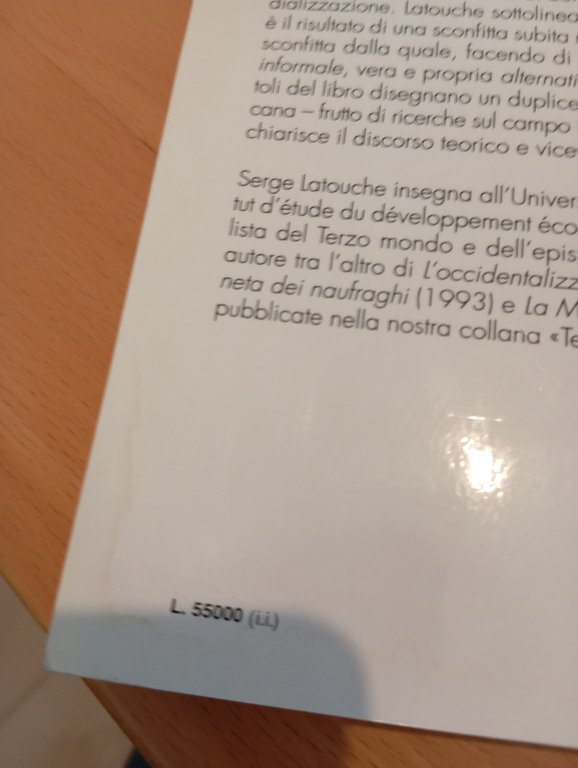 dializzazione. Latouche sottolinea
è il risultato di una sconfitta subita
sconfitta dalla quale, facendo di
informale, vera e propria alternati
toli del libro disegnano un duplice
cana – frutto di ricerche sul campo
chiarisce il discorso teorico e vice
Serge Latouche insegna all'Univer
tut d'étude du développement éco
lista del Terzo mondo e dell'epis
autore tra l'altro di L'occidentalizz
neta dei naufraghi (1993) e La M
pubblicate nella nostra collana «Te
L. 55000 (i.i.)